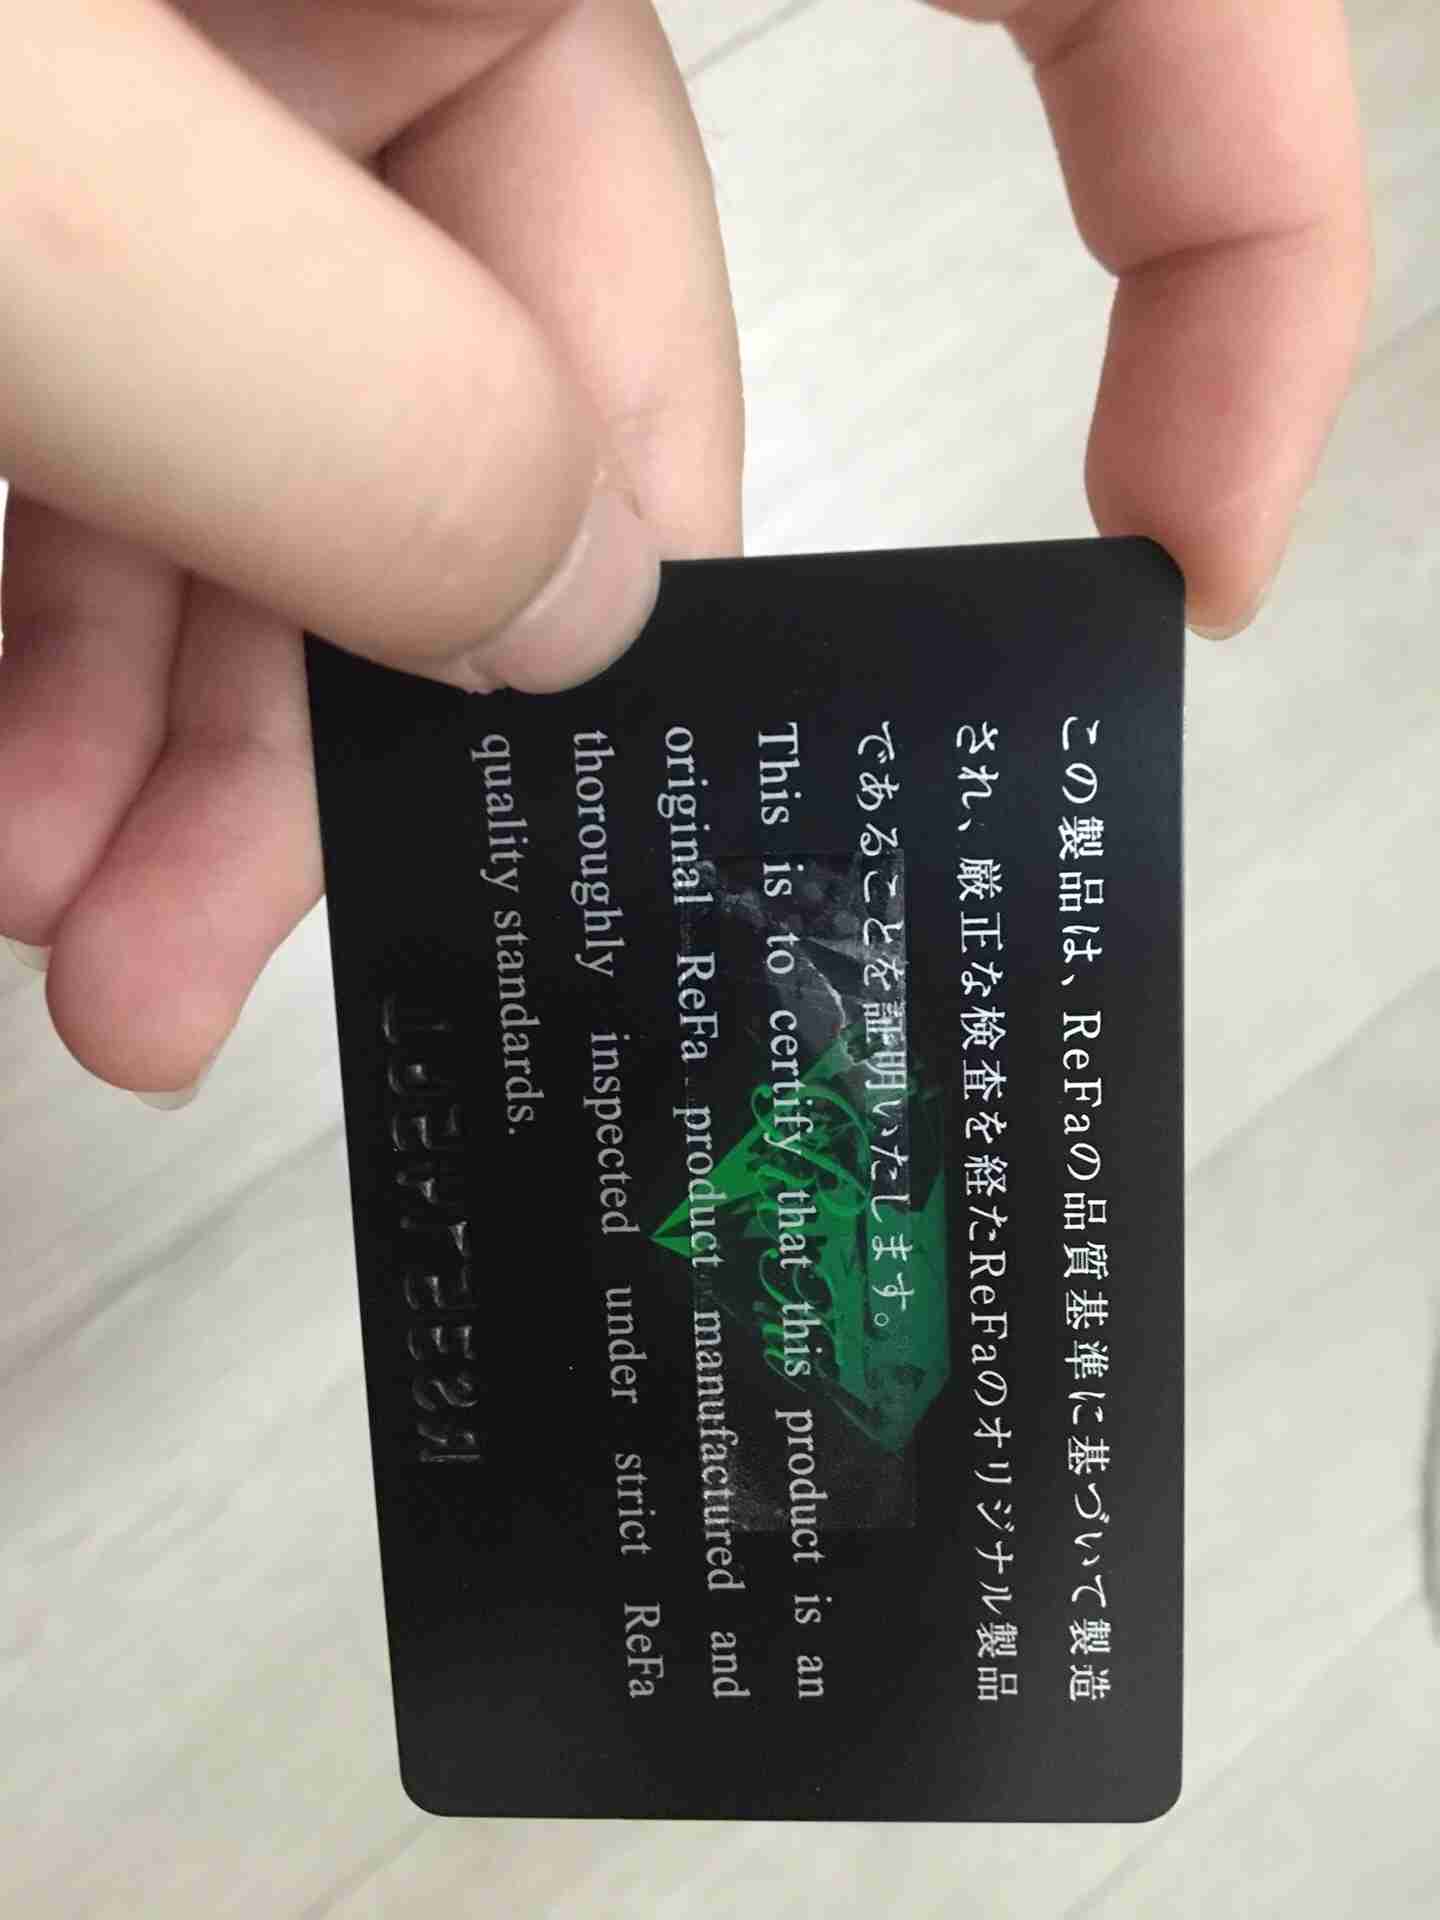 この製品は、ReFaの品質基準に基づいて製造
され、厳正な検査を経たReFaのオリジナル製品
であることを証明いたします。
This is to certify that this product is an
original ReFa product manufactured and
thoroughly inspected under strict ReFa
quality standards.